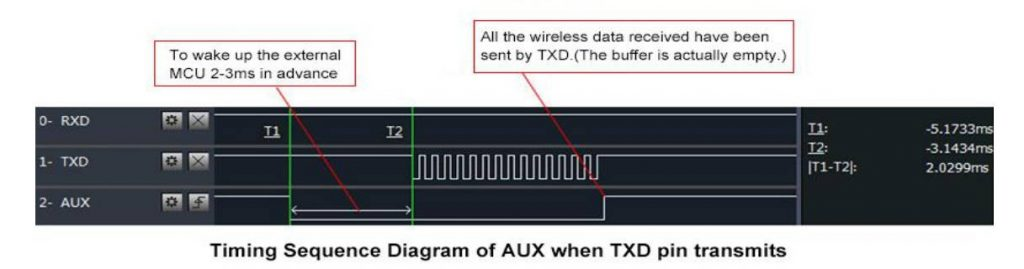 To wake up the external
MCU 2-3ms in advance
All the wireless data received have been
sent by TXD.(The buffer is actually empty.)
0- RXD
T1
T2
1- TXD
2- AUX
T1: -5.1733ms
T2: -3.1434ms
|T1-T2|: 2.0299ms
Timing Sequence Diagram of AUX when TXD pin transmits